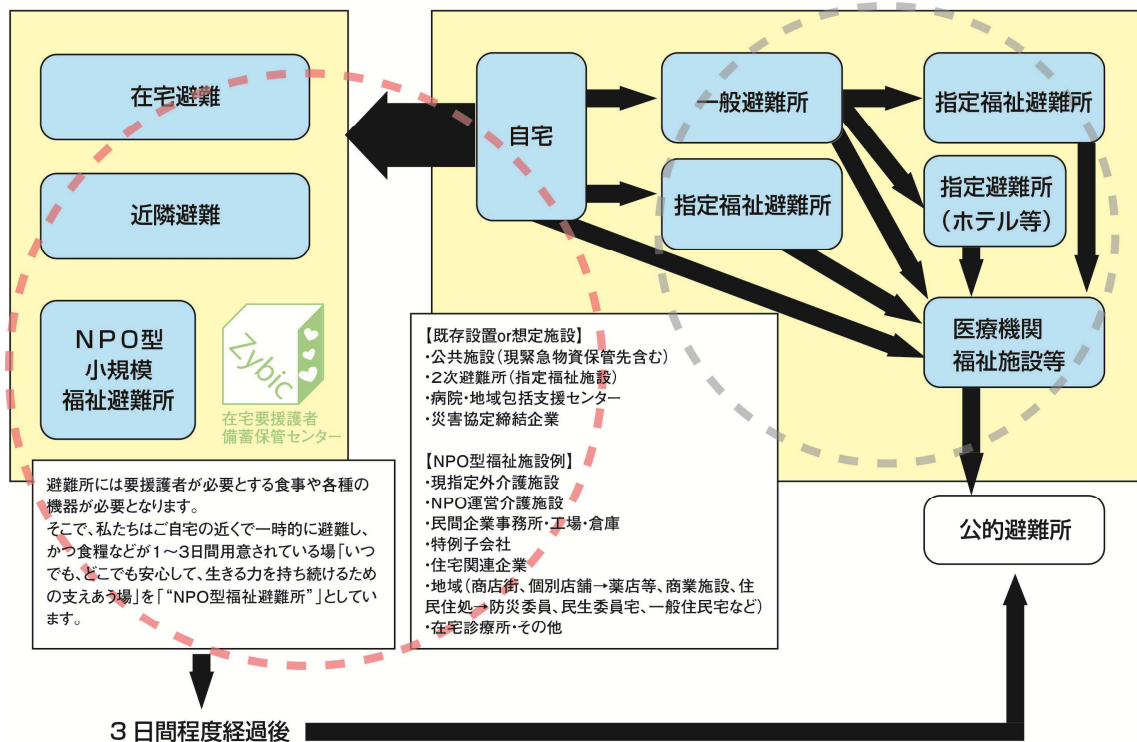 在宅避難
近隣避難
NPO型
小規模
福祉避難所
Zybic
在宅要援護者
備蓄保管センター
避難所には要援護者が必要とする食事や各種の
機器が必要となります。
そこで、私たちはご自宅の近くで一時的に避難し、
かつ食糧などが1～3日間用意されている場「いつ
でも、どこでも安心して、生きる力を持ち続けるため
の支えあう場」を「“NPO型福祉避難所”」としてい
ます。
自宅
一般避難所
指定福祉避難所
指定福祉避難所
指定避難所
（ホテル等）
医療機関
福祉施設等
【既存設置or想定施設】
・公共施設（現緊急物資保管先含む）
・2次避難所（指定福祉施設）
・病院・地域包括支援センター
・災害協定締結企業
【NPO型福祉施設例】
・現指定外介護施設
・NPO運営介護施設
・民間企業事務所・工場・倉庫
・特例子会社
・住宅関連企業
・地域（商店街、個別店舗→薬店等、商業施設、住
民住処→防災委員、民生委員宅、一般住民宅など）
・在宅診療所・その他
公的避難所
3日間程度経過後